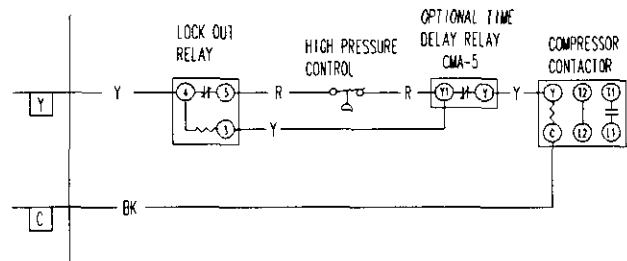 LOCK OUT
RELAY
HIGH PRESSURE
CONTROL
OPTIONAL TIME
DELAY RELAY
CMA-5
COMPRESSOR
CONTACTOR
Y Y 4 5 R R Y1 Y Y Y T2 T1
3 Y C L2 L1
C BK